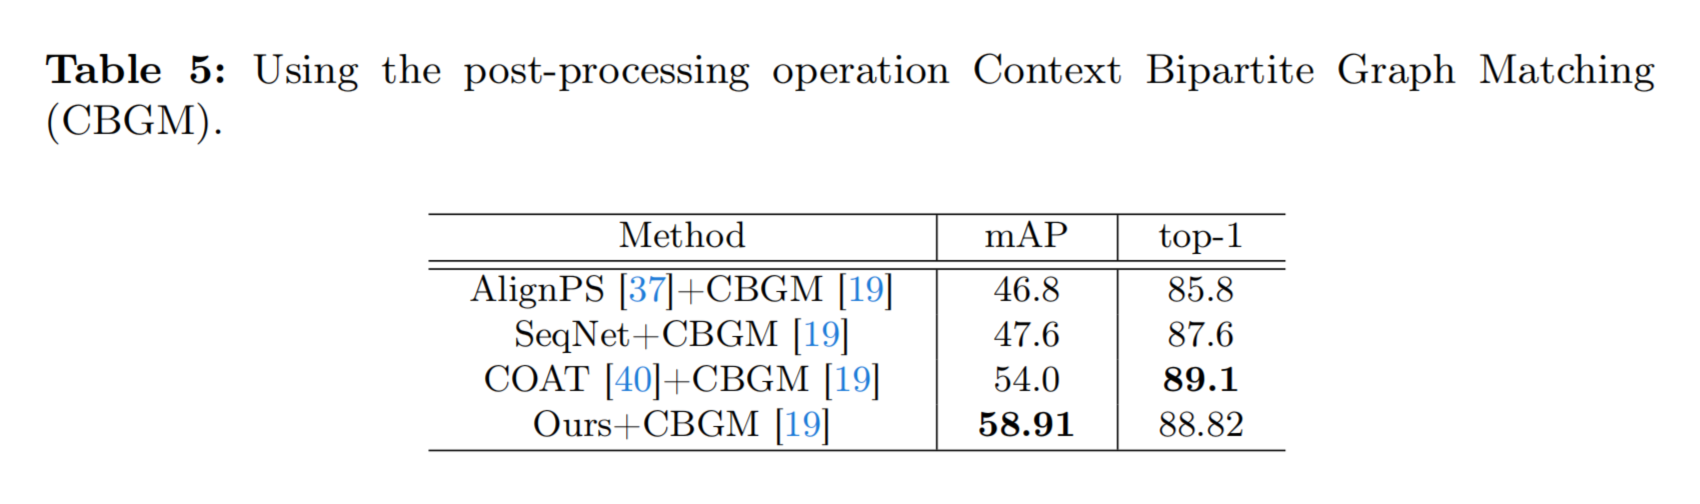 Table 5: Using the post-processing operation Context Bipartite Graph Matching
(CBGM).
Method mAP top-1
AlignPS [37]+CBGM [19] 46.8 85.8
SeqNet+CBGM [19] 47.6 87.6
COAT [40]+CBGM [19] 54.0 89.1
Ours+CBGM [19] 58.91 88.82